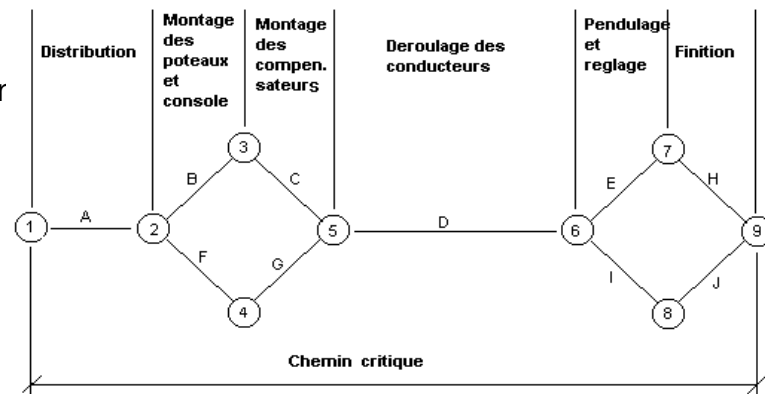 Distribution
Montage
des
poteaux
et
console
Montage
des
compen.
sateurs
Deroulage des
conducteurs
Pendulage
et
reglage
Finition
r
3
7
B
C
E
H
1
A
2
5
D
6
9
F
G
I
J
4
8
Chemin critique